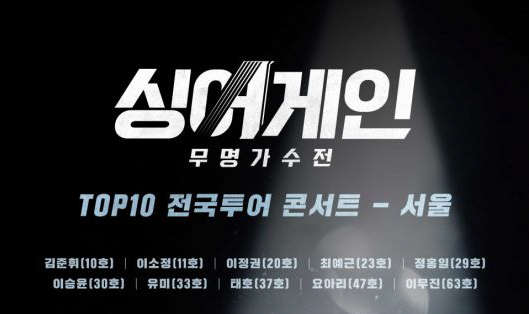 싱어게인
무명가수전
TOP10 전국투어 콘서트 - 서울
김준휘(10호) | 이소정(11호) | 이정권(20호) | 최예근(23호) | 정홍일(29호)
이승윤(30호) | 유미(33호) | 태호(37호) | 요아리(47호) | 이무진(63호)